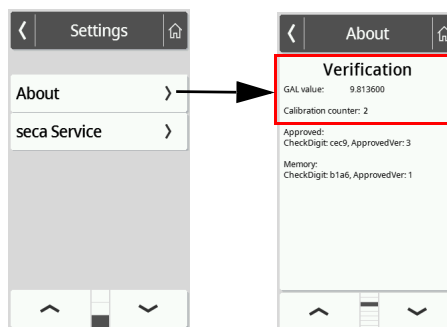 Settings
About
seca Service
About
Verification
GAL value: 9.813600
Calibration counter: 2
Approved:
CheckDigit: cec9, ApprovedVer: 3
Memory:
CheckDigit: b1a6, ApprovedVer: 1